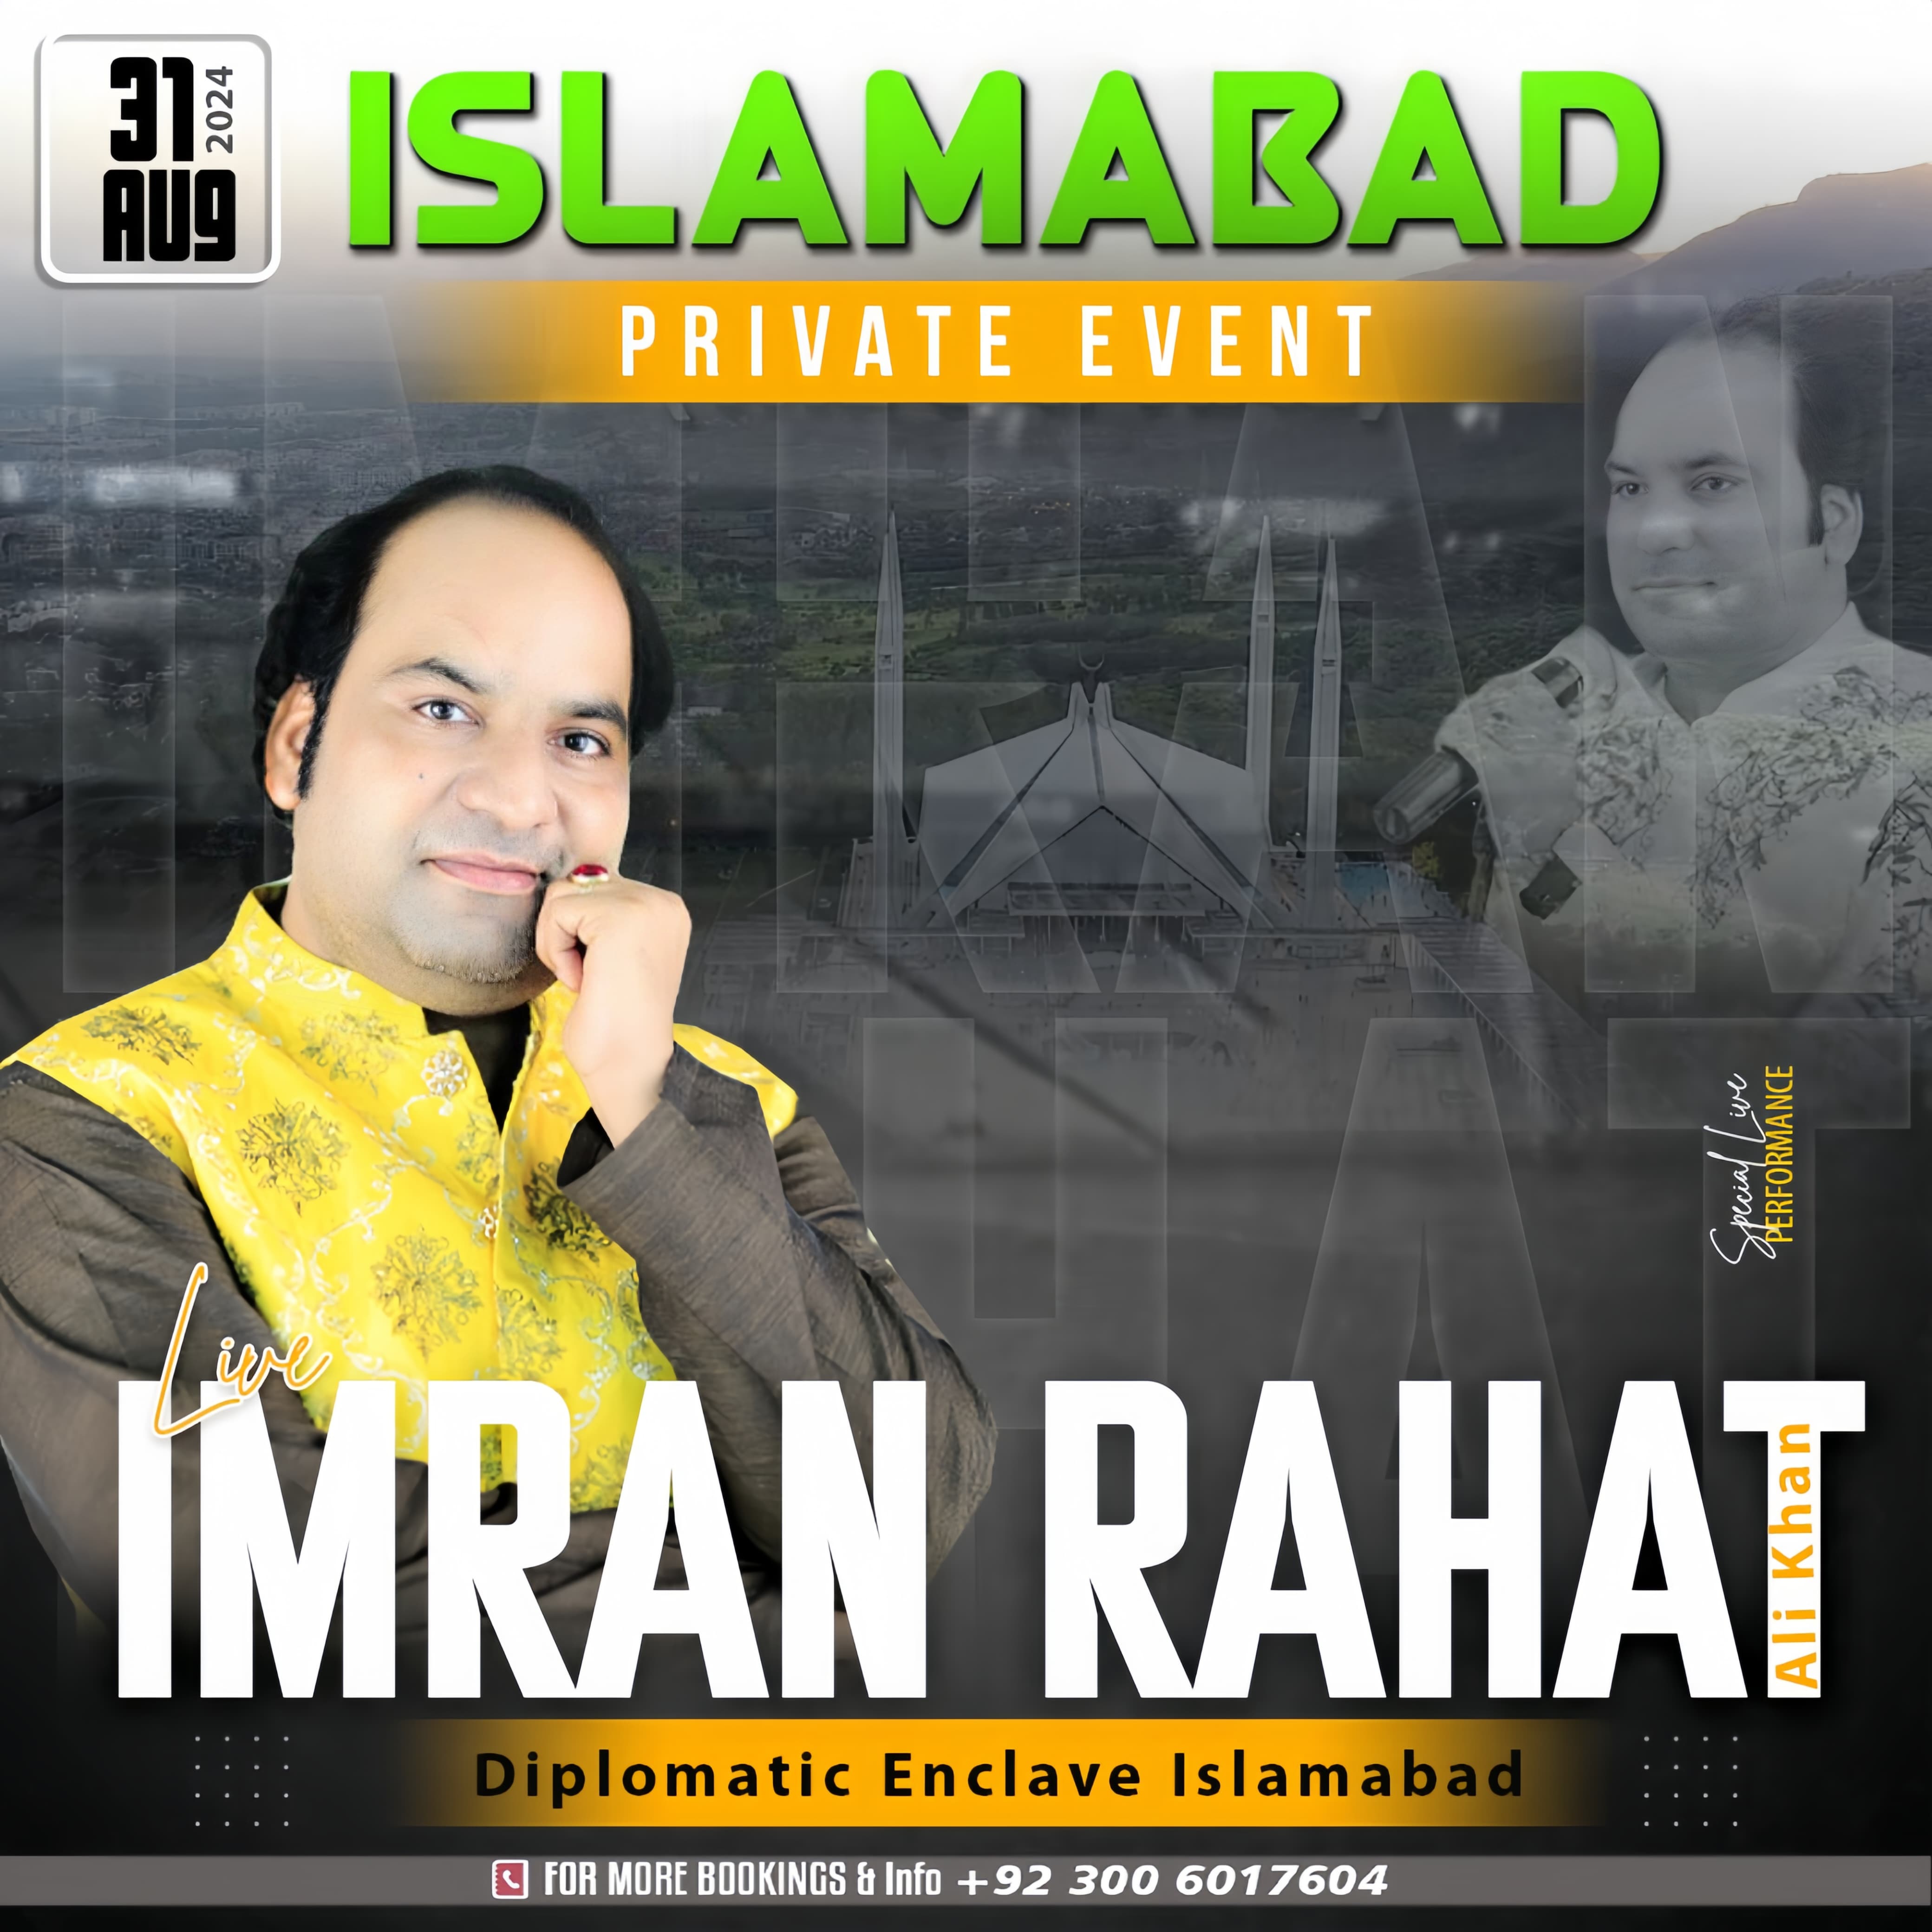 31
2024
AUg
ISLAMABAD
PRIVATE EVENT
Special Live
PERFORMANCE
Live
IMRAN RAHAT
Ali Khan
Diplomatic Enclave Islamabad
FOR MORE BOOKINGS & Info +92 300 6017604